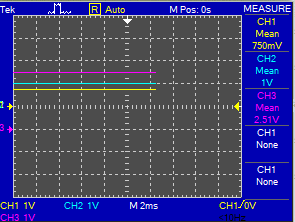 Tek R Auto M Pos: 0s MEASURE
CH1
Mean
750mV
CH2
Mean
1V
CH3
Mean
2.51V
CH1
None
CH1
None
2
3
CH1 1V CH2 1V M 2ms CH1/0V
CH3 1V